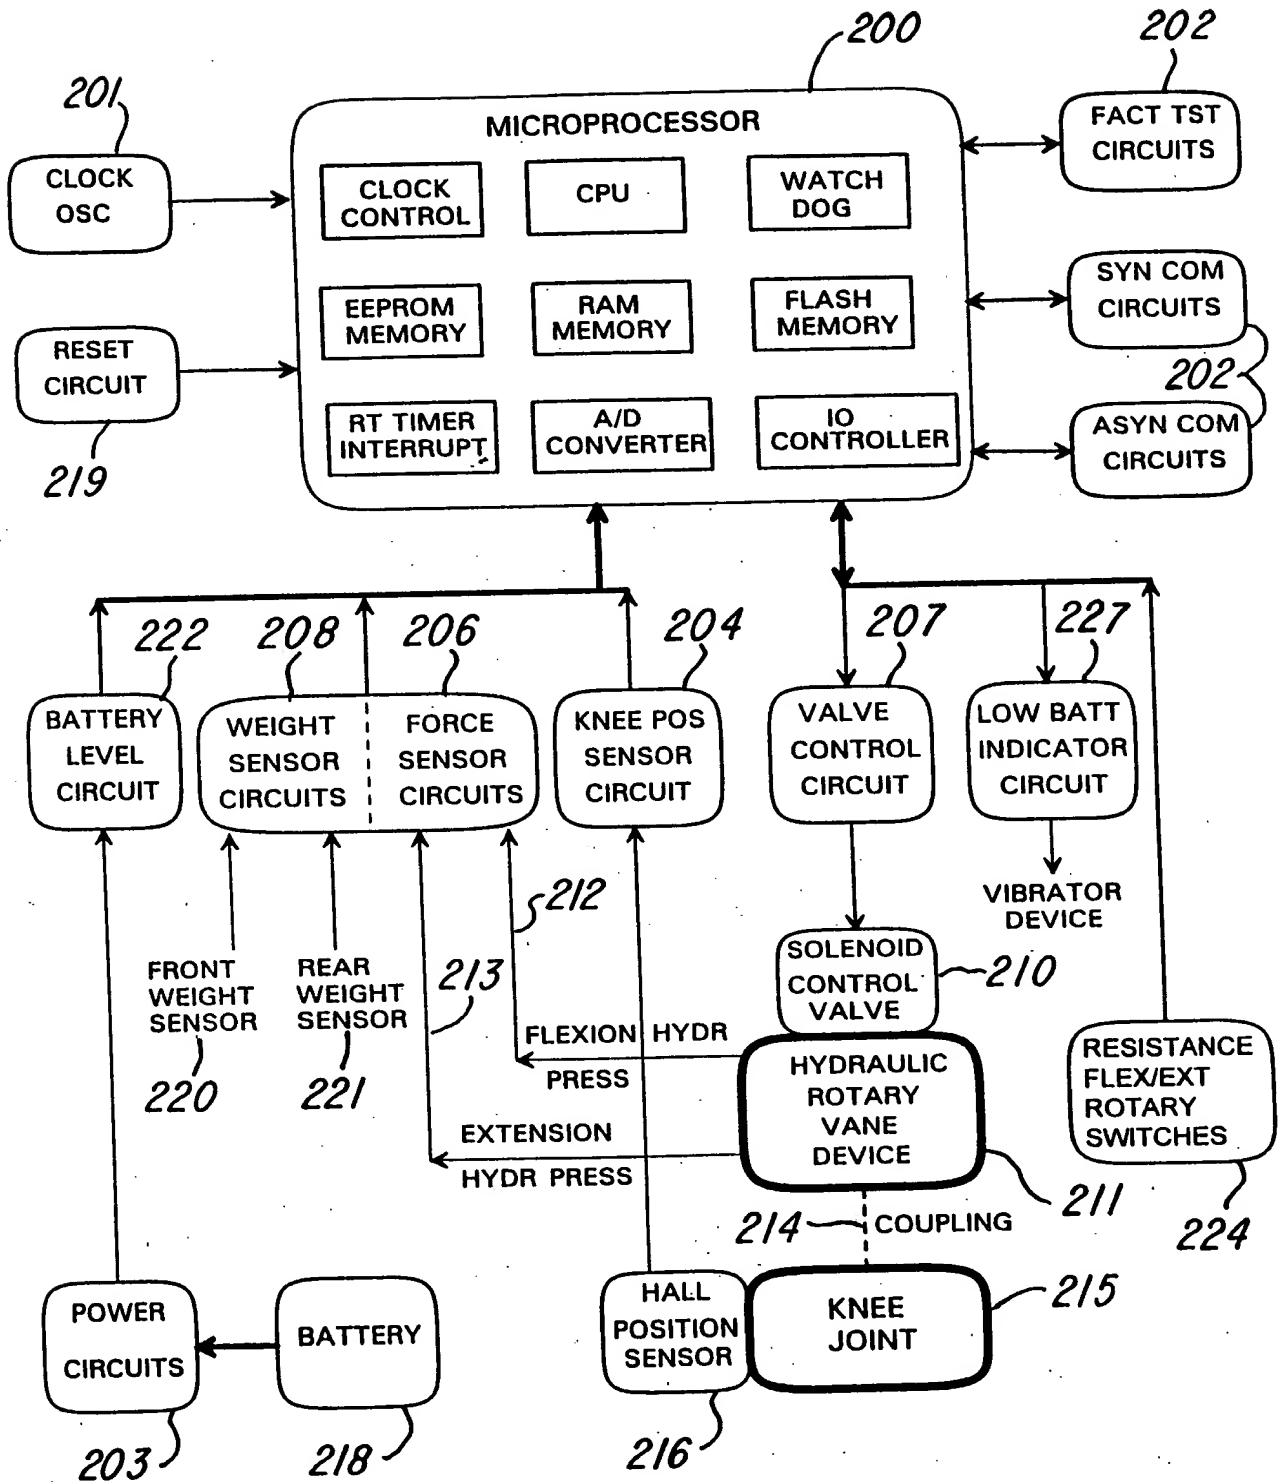 200
202
201
MICROPROCESSOR
FACT TST
CIRCUITS
CLOCK
OSC
CLOCK
CONTROL
CPU
WATCH
DOG
SYN COM
CIRCUITS
EEPROM
MEMORY
RAM
MEMORY
FLASH
MEMORY
RESET
CIRCUIT
202
RT TIMER
INTERRUPT
A/D
CONVERTER
IO
CONTROLLER
ASYN COM
CIRCUITS
219
222
208
206
204
207
227
BATTERY
LEVEL
CIRCUIT
WEIGHT
SENSOR
CIRCUITS
FORCE
SENSOR
CIRCUITS
KNEE POS
SENSOR
CIRCUIT
VALVE
CONTROL
CIRCUIT
LOW BATT
INDICATOR
CIRCUIT
212
VIBRATOR
DEVICE
FRONT
WEIGHT
SENSOR
220
REAR
WEIGHT
SENSOR
221
213
SOLENOID
CONTROL
VALVE
210
FLEXION HYDR
PRESS
HYDRAULIC
ROTARY
VANE
DEVICE
RESISTANCE
FLEX/EXT
ROTARY
SWITCHES
EXTENSION
HYDR PRESS
211
224
214
COUPLING
POWER
CIRCUITS
BATTERY
HALL
POSITION
SENSOR
KNEE
JOINT
215
203
218
216